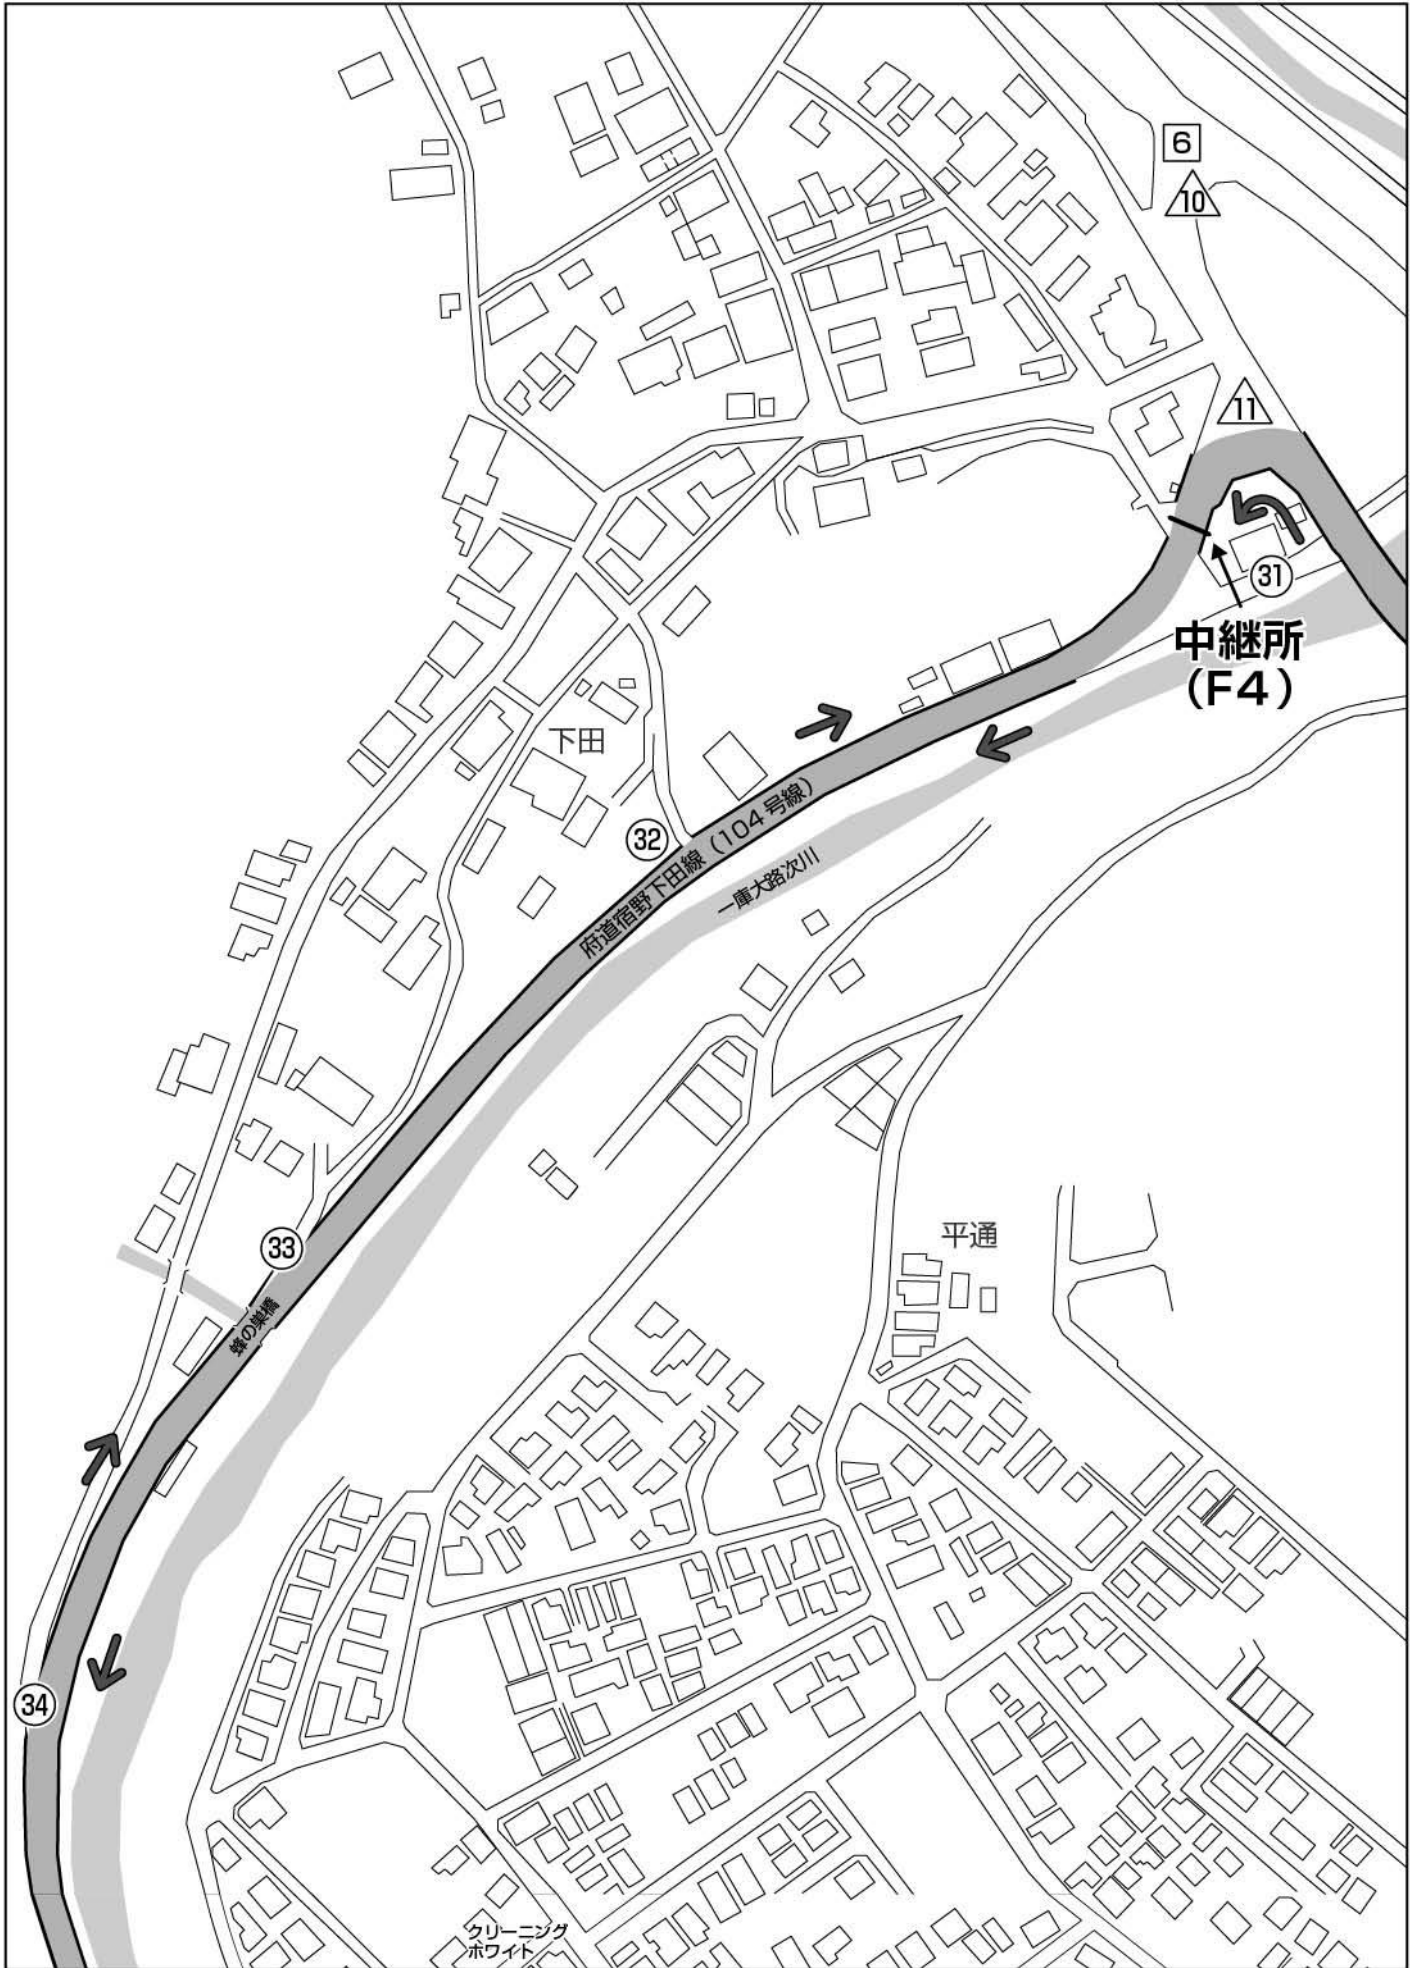 6
10
11
31
中継所
(F4)
下田
32
府道宿野下田線(104号線)
一庫大路次川
平通
33
蜂の巣橋
34
クリーニング
ホワイト